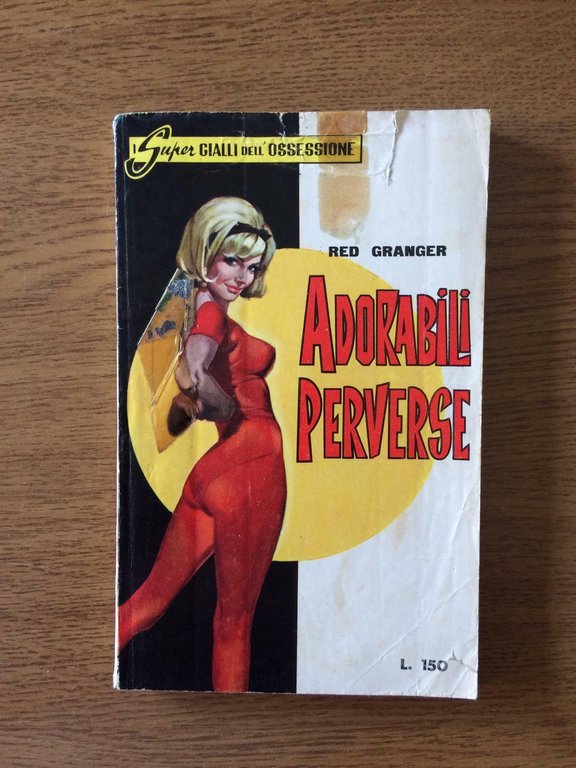 I Super GIALLI DELL'OSSESSIONE
RED GRANGER
ADORABILI
PERVERSE
L. 150